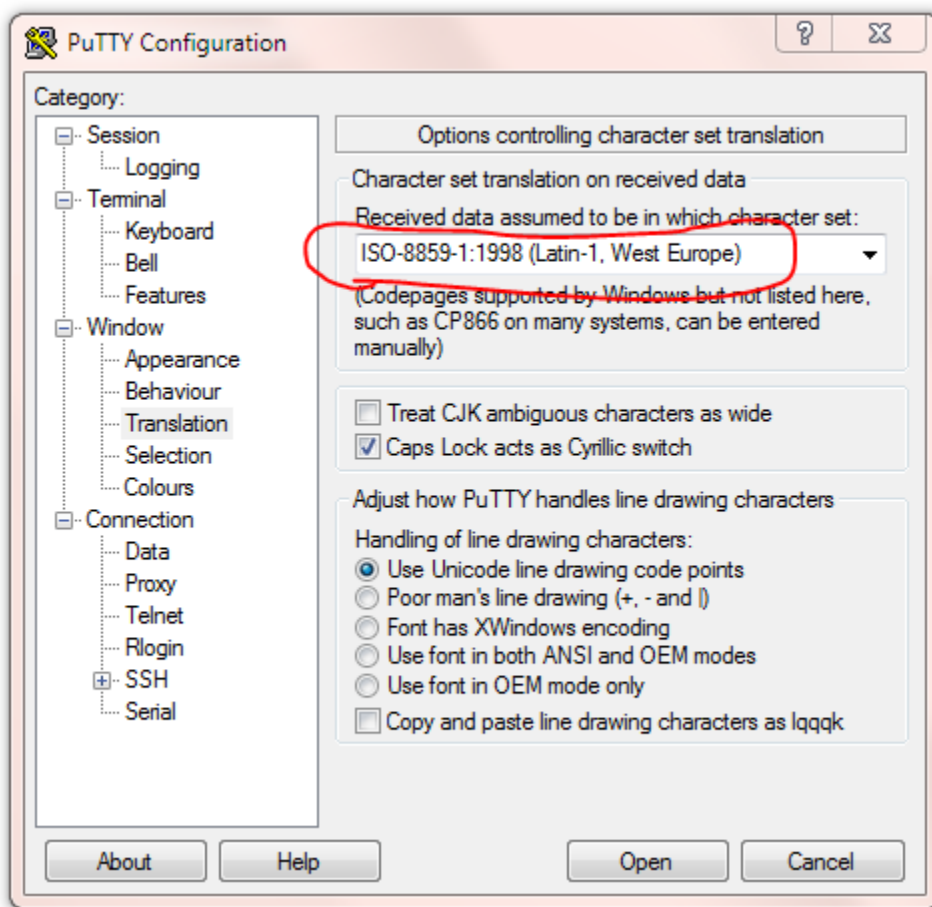 PuTTY Configuration
Category:
Session
Logging
Terminal
Keyboard
Bell
Features
Window
Appearance
Behaviour
Translation
Selection
Colours
Connection
Data
Proxy
Telnet
Rlogin
SSH
Serial
Options controlling character set translation
Character set translation on received data
Received data assumed to be in which character set:
ISO-8859-1:1998 (Latin-1, West Europe)
(Codepages supported by Windows but not listed here,
such as CP866 on many systems, can be entered
manually)
Treat CJK ambiguous characters as wide
Caps Lock acts as Cyrillic switch
Adjust how PuTTY handles line drawing characters
Handling of line drawing characters:
Use Unicode line drawing code points
Poor man's line drawing (+, - and |)
Font has XWindows encoding
Use font in both ANSI and OEM modes
Use font in OEM mode only
Copy and paste line drawing characters as lqqqk
About
Help
Open
Cancel